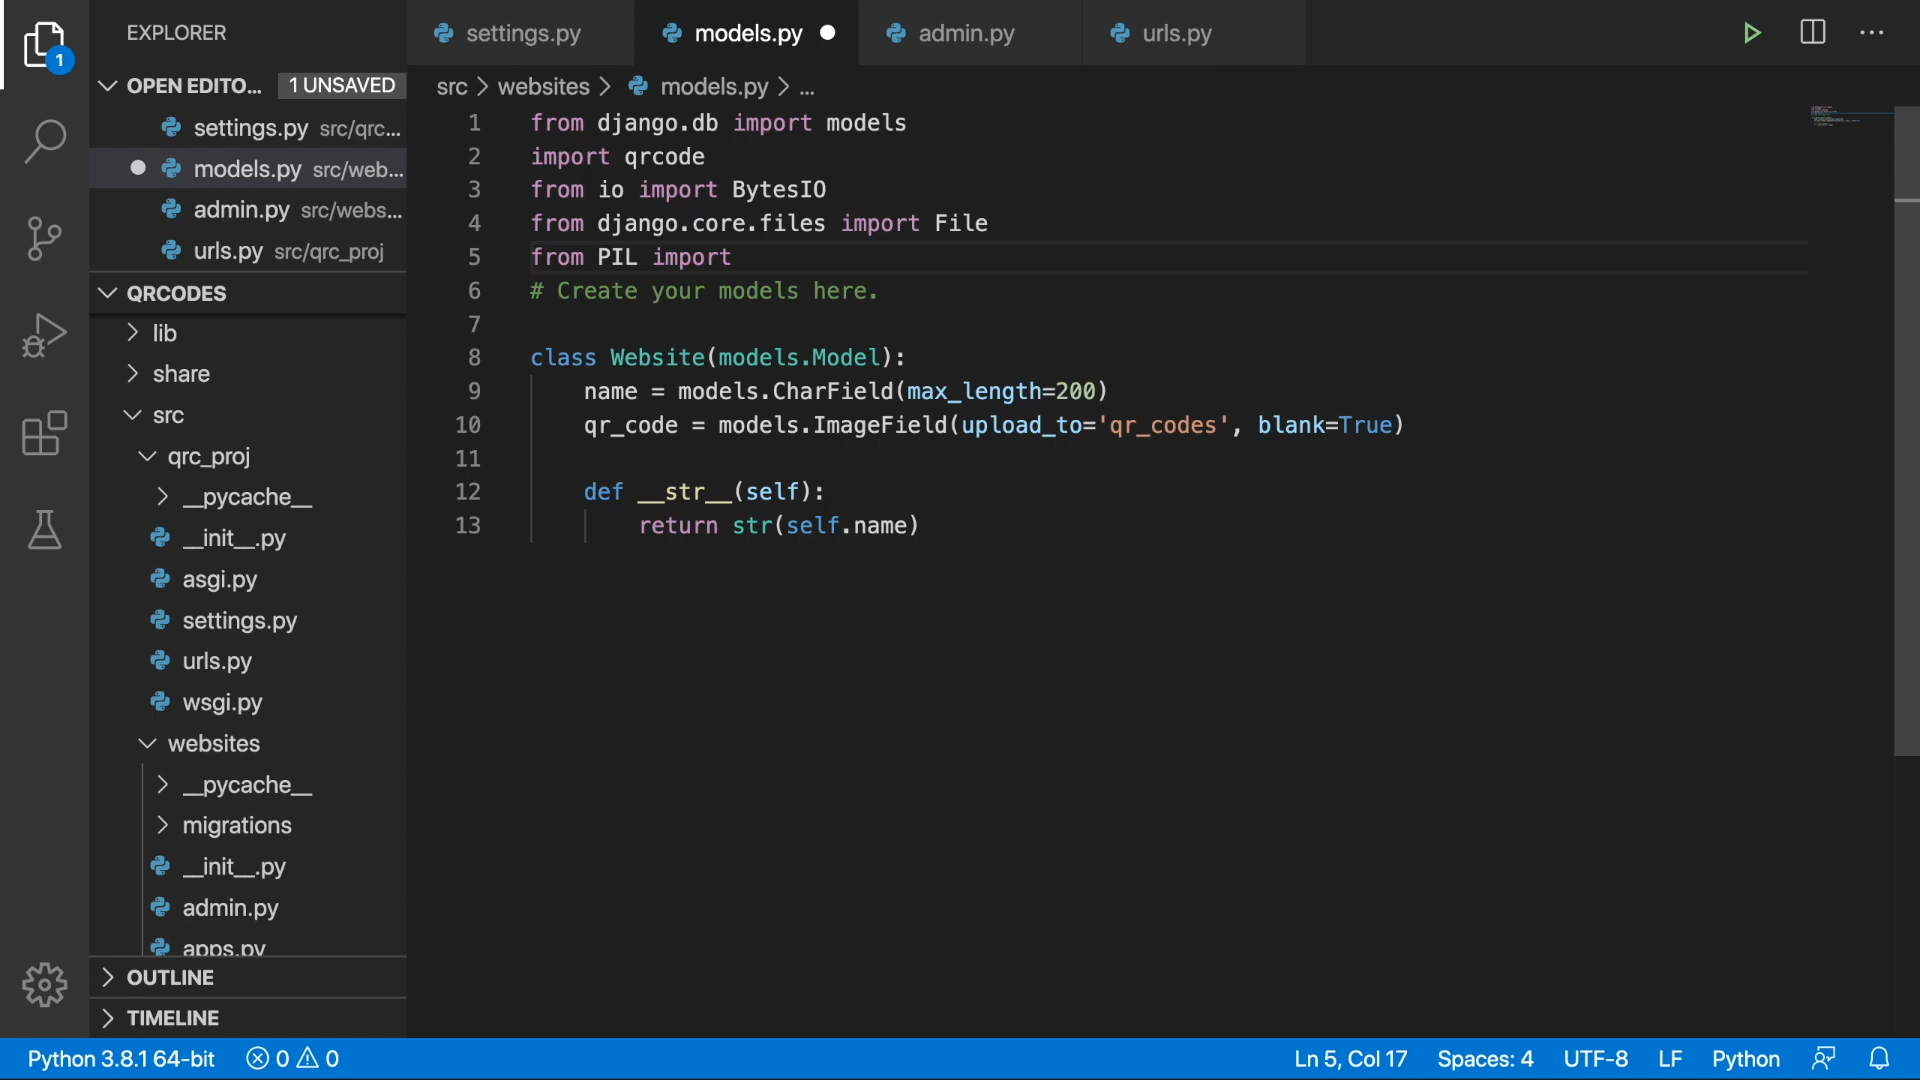 EXPLORER
settings.py
models.py
admin.py
urls.py
1
OPEN EDITO... 1 UNSAVED
settings.py src/qrc...
models.py src/web...
admin.py src/webs...
urls.py src/qrc_proj
QRCODES
lib
share
src
qrc_proj
__pycache__
__init__.py
asgi.py
settings.py
urls.py
wsgi.py
websites
__pycache__
migrations
__init__.py
admin.py
apps.py
OUTLINE
TIMELINE
src > websites > models.py > ...
1 from django.db import models
2 import qrcode
3 from io import BytesIO
4 from django.core.files import File
5 from PIL import
6 # Create your models here.
7
8 class Website(models.Model):
9 name = models.CharField(max_length=200)
10 qr_code = models.ImageField(upload_to='qr_codes', blank=True)
11
12 def __str__(self):
13 return str(self.name)
Python 3.8.1 64-bit 0 0 Ln 5, Col 17 Spaces: 4 UTF-8 LF Python